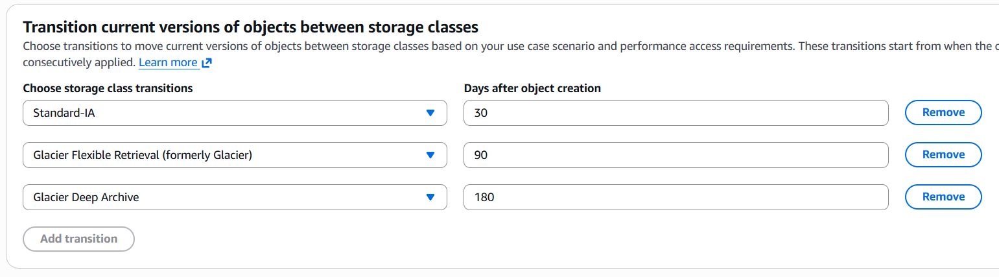 Transition current versions of objects between storage classes
Choose transitions to move current versions of objects between storage classes based on your use case scenario and performance access requirements. These transitions start from when the
consecutively applied. Learn more
Choose storage class transitions Days after object creation
Standard-IA 30 Remove
Glacier Flexible Retrieval (formerly Glacier) 90 Remove
Glacier Deep Archive 180 Remove
Add transition